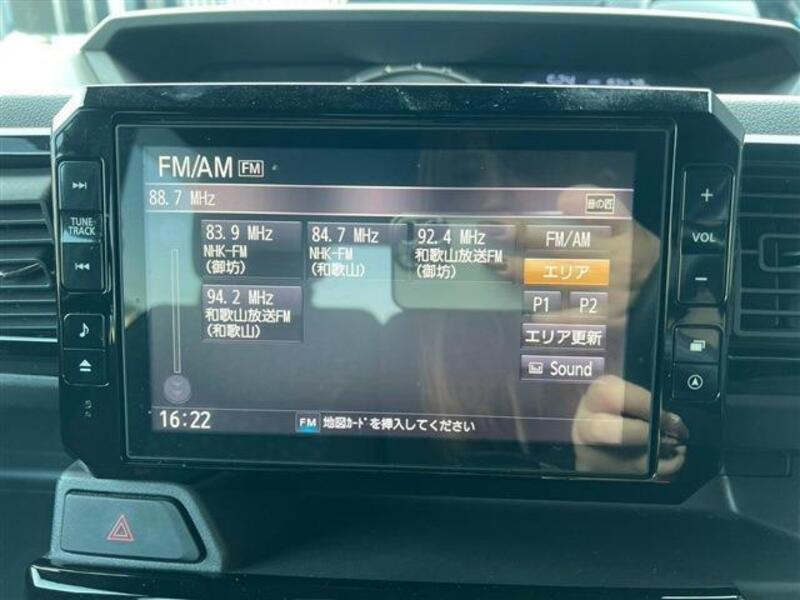 FM/AM FM
88.7 MHz
音の匠
83.9 MHz
NHK-FM
(御坊)
84.7 MHz
NHK-FM
(和歌山)
92.4 MHz
和歌山放送FM
(御坊)
94.2 MHz
和歌山放送FM
(和歌山)
FM/AM
エリア
P1 P2
エリア更新
Sound
16:22
FM 地図ｶｰﾄﾞを挿入してください
TUNE
TRACK
+
VOL
−